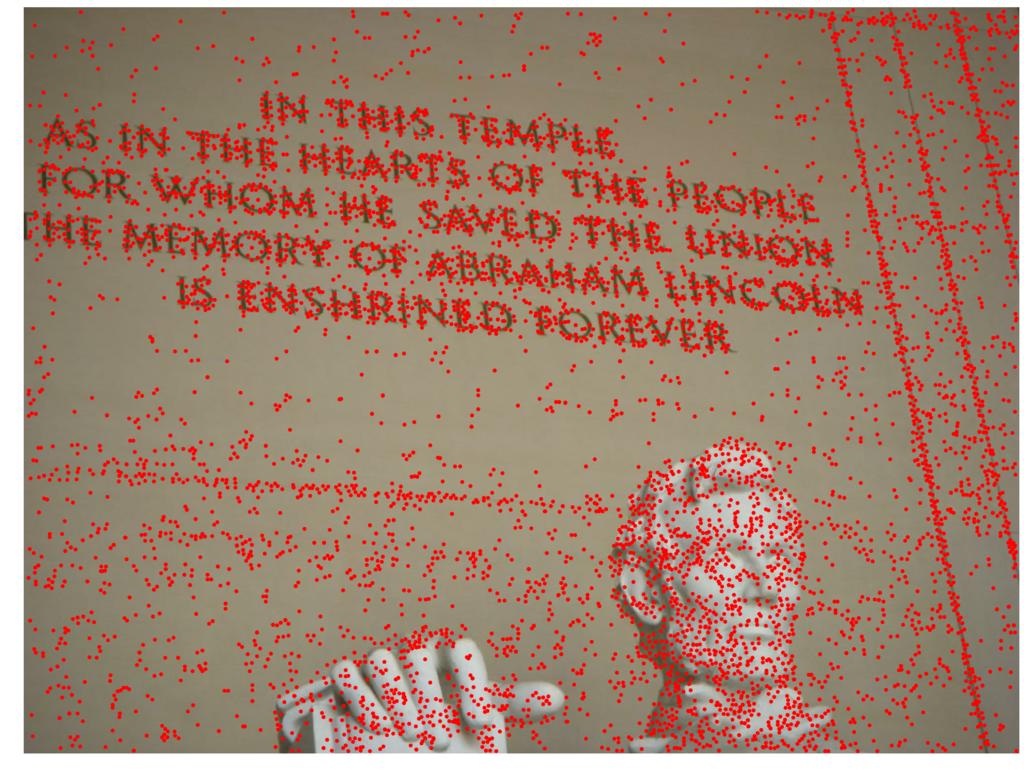 IN THIS TEMPLE
AS IN THE HEARTS OF THE PEOPLE
FOR WHOM HE SAVED THE UNION
THE MEMORY OF ABRAHAM LINCOLN
IS ENSHRINED FOREVER